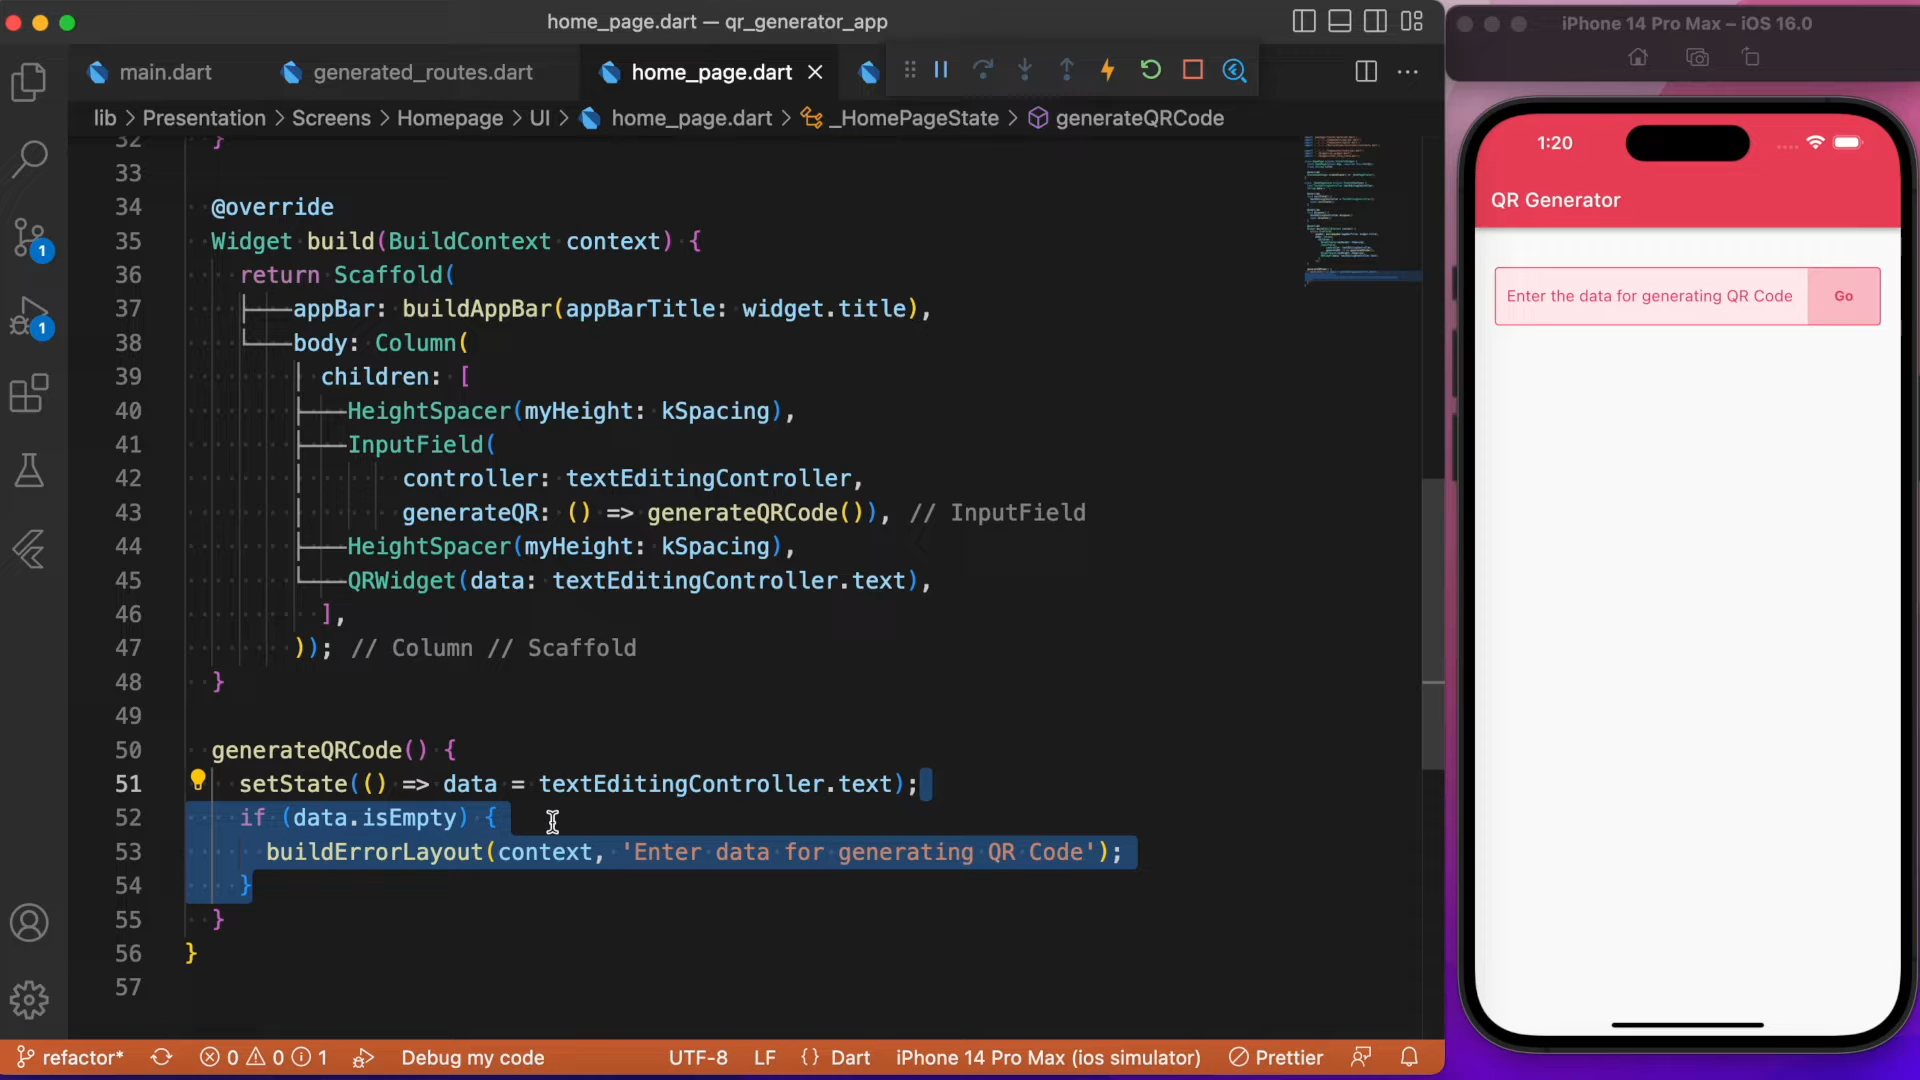 home_page.dart — qr_generator_app
main.dart
generated_routes.dart
home_page.dart
lib > Presentation > Screens > Homepage > UI > home_page.dart > _HomePageState > generateQRCode
32 }
33
34 @override
35 Widget build(BuildContext context) {
36 return Scaffold(
37 appBar: buildAppBar(appBarTitle: widget.title),
38 body: Column(
39 children: [
40 HeightSpacer(myHeight: kSpacing),
41 InputField(
42 controller: textEditingController,
43 generateQR: () => generateQRCode()), // InputField
44 HeightSpacer(myHeight: kSpacing),
45 QRWidget(data: textEditingController.text),
46 ],
47 )); // Column // Scaffold
48 }
49
50 generateQRCode() {
51 setState(() => data = textEditingController.text);
52 if (data.isEmpty) {
53 buildErrorLayout(context, 'Enter data for generating QR Code');
54 }
55 }
56 }
57
1
1
refactor* 0 0 1 Debug my code UTF-8 LF {} Dart iPhone 14 Pro Max (ios simulator) Prettier
iPhone 14 Pro Max – iOS 16.0
1:20
QR Generator
Enter the data for generating QR Code Go